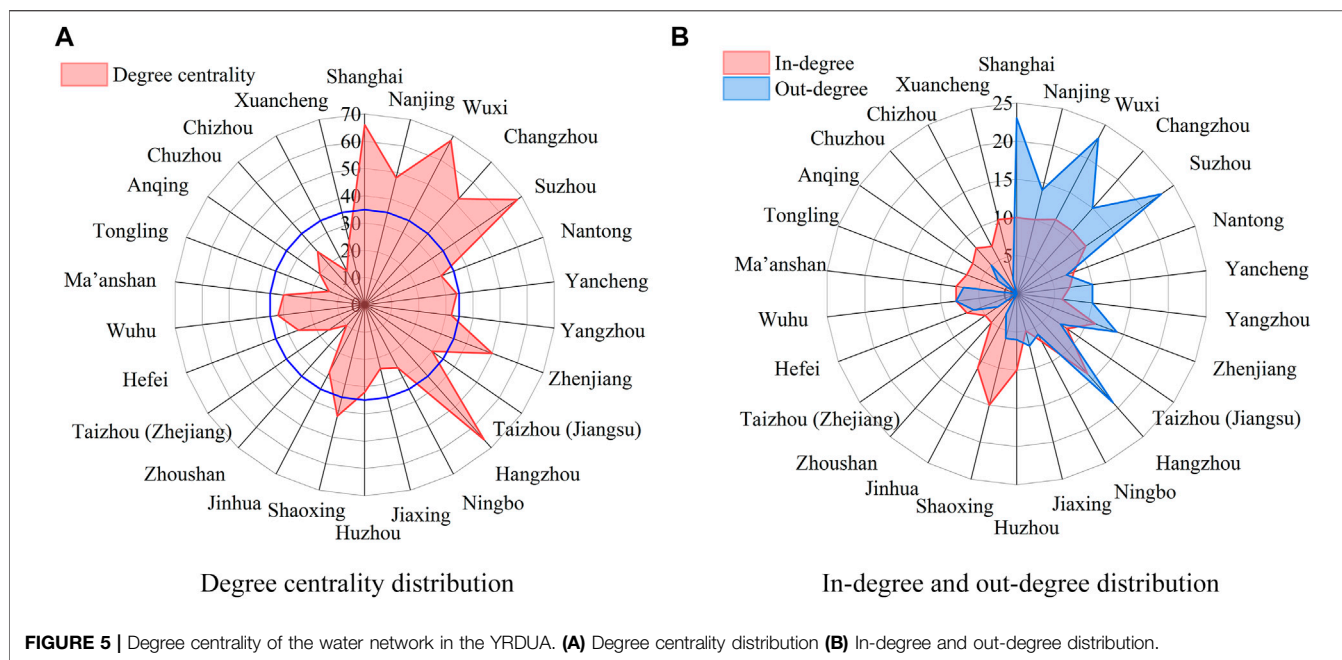 A
Degree centrality
Shanghai
Nanjing
Wuxi
Changzhou
Suzhou
Nantong
Yancheng
Yangzhou
Zhenjiang
Taizhou (Jiangsu)
Hangzhou
Ningbo
Jiaxing
Huzhou
Shaoxing
Jinhua
Zhoushan
Taizhou (Zhejiang)
Hefei
Wuhu
Ma'anshan
Tongling
Anqing
Chuzhou
Chizhou
Xuancheng
70
60
50
40
30
20
10
0
Degree centrality distribution
B
In-degree
Out-degree
Shanghai
Nanjing
Wuxi
Changzhou
Suzhou
Nantong
Yancheng
Yangzhou
Zhenjiang
Taizhou (Jiangsu)
Hangzhou
Ningbo
Jiaxing
Huzhou
Shaoxing
Jinhua
Zhoushan
Taizhou (Zhejiang)
Hefei
Wuhu
Ma'anshan
Tongling
Anqing
Chuzhou
Chizhou
Xuancheng
25
20
15
10
5
0
In-degree and out-degree distribution
FIGURE 5 | Degree centrality of the water network in the YRDUA. (A) Degree centrality distribution (B) In-degree and out-degree distribution.